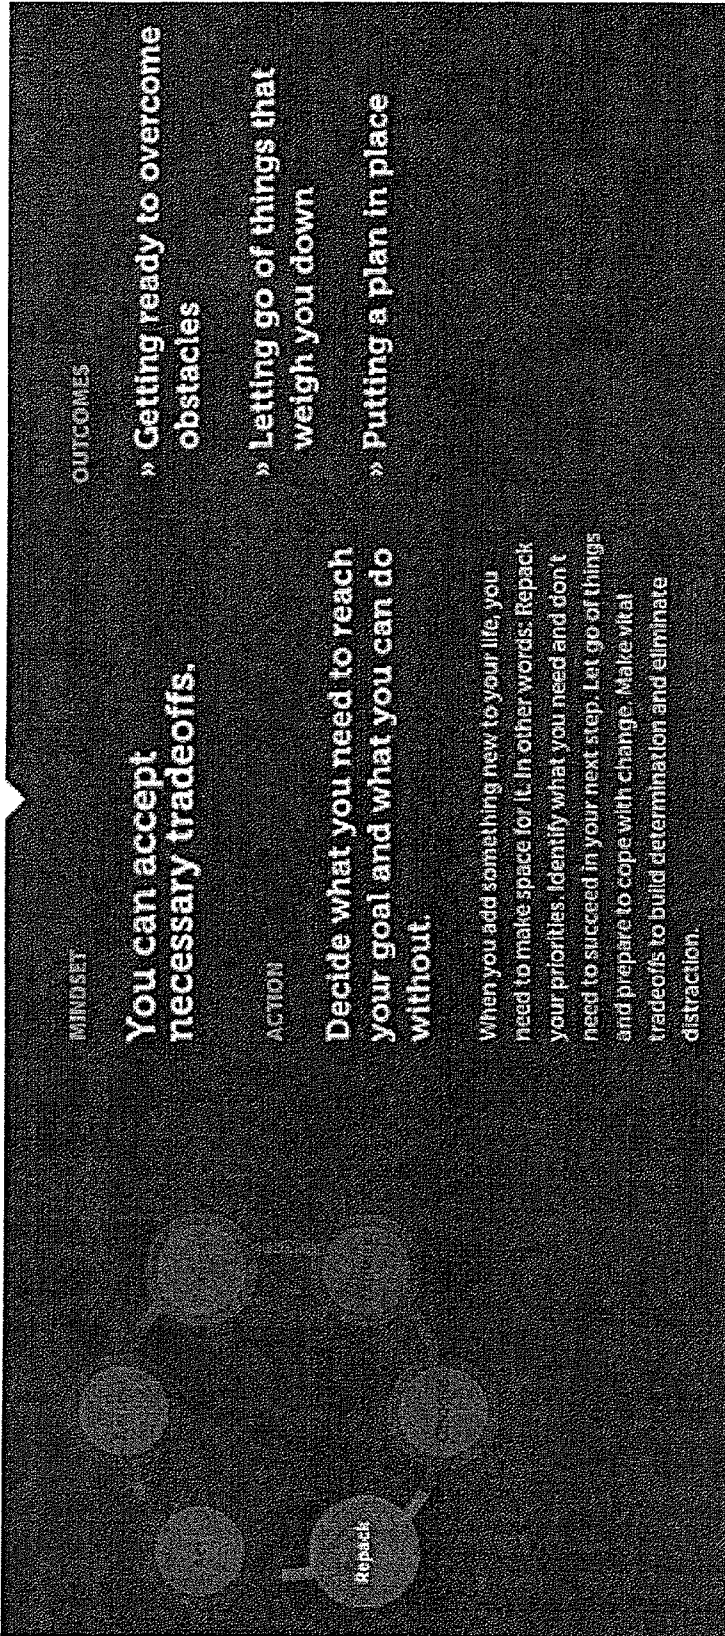 Repack
MINDSET
You can accept
necessary tradeoffs.
ACTION
Decide what you need to reach
your goal and what you can do
without.
When you add something new to your life, you
need to make space for it. In other words: Repack
your priorities. Identify what you need and don't
need to succeed in your next step. Let go of things
and prepare to cope with change. Make vital
tradeoffs to build determination and eliminate
distraction.
OUTCOMES
» Getting ready to overcome
obstacles
» Letting go of things that
weigh you down
» Putting a plan in place